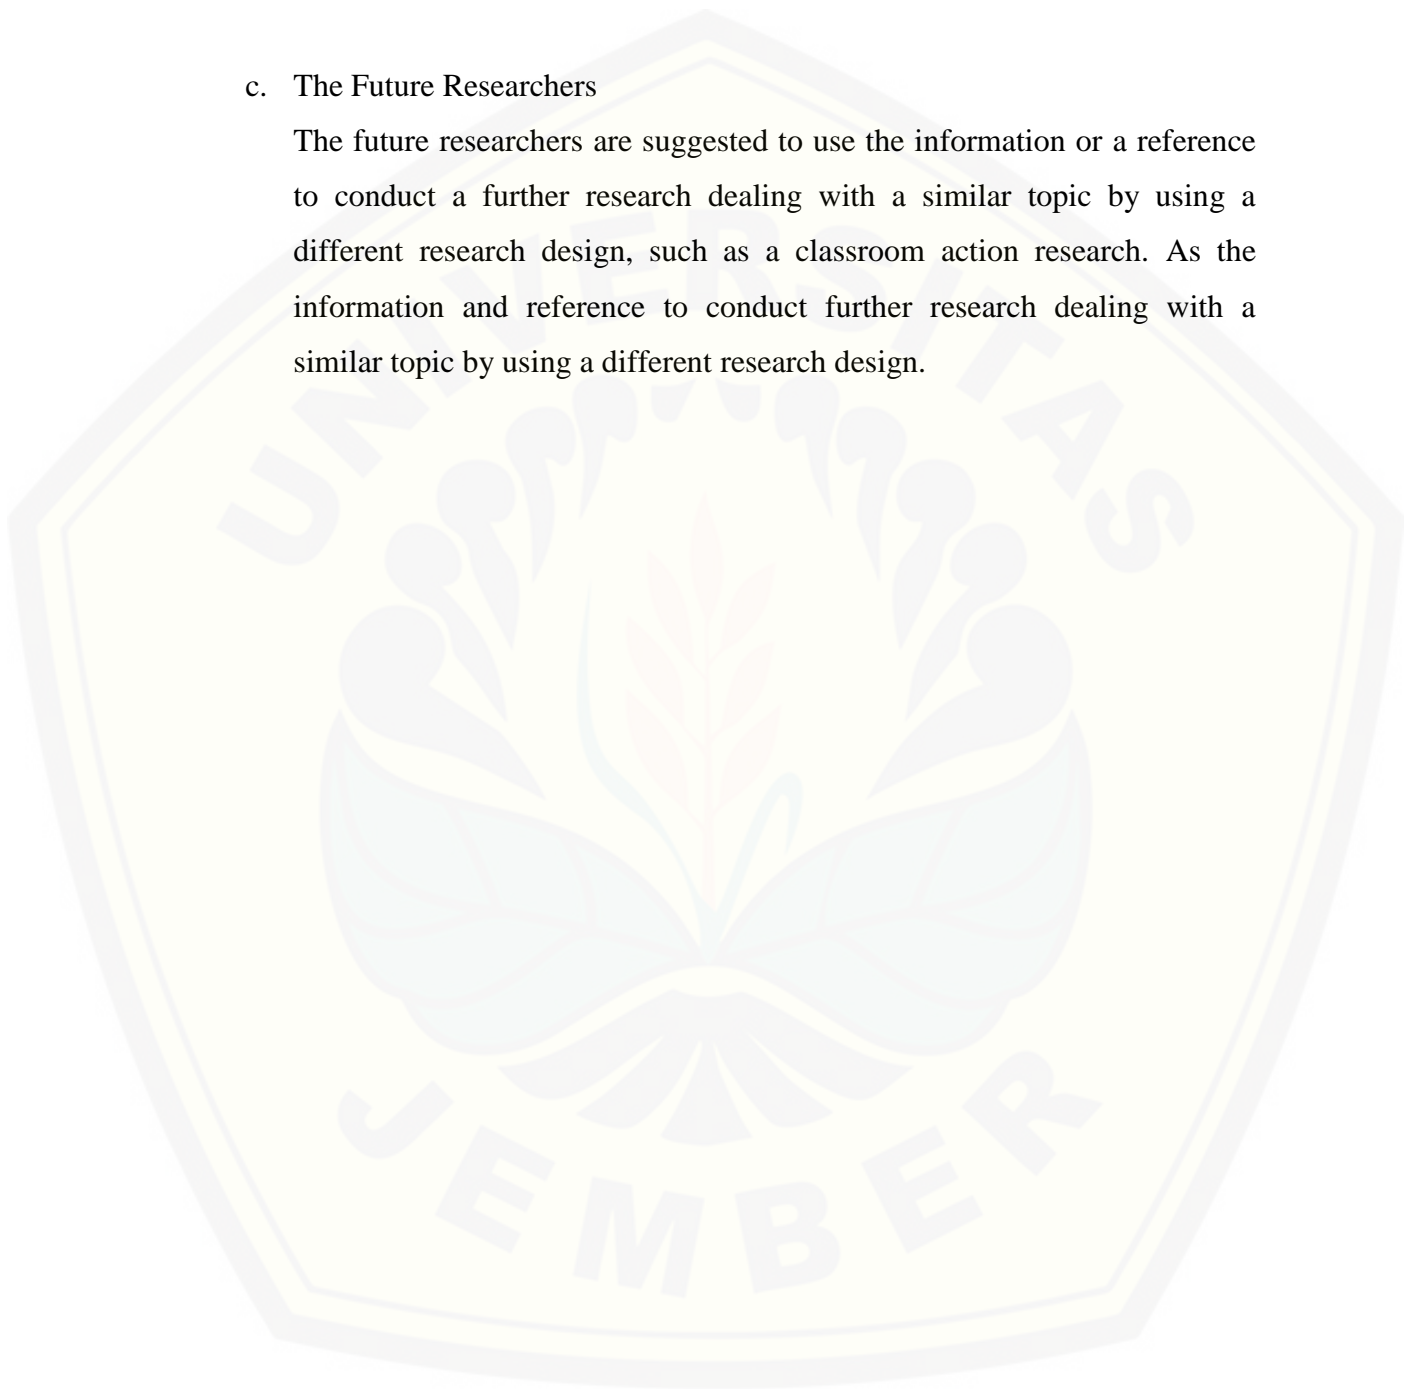 c. The Future Researchers
The future researchers are suggested to use the information or a reference
to conduct a further research dealing with a similar topic by using a
different research design, such as a classroom action research. As the
information and reference to conduct further research dealing with a
similar topic by using a different research design.
UNIVERSITAS
JEMBER